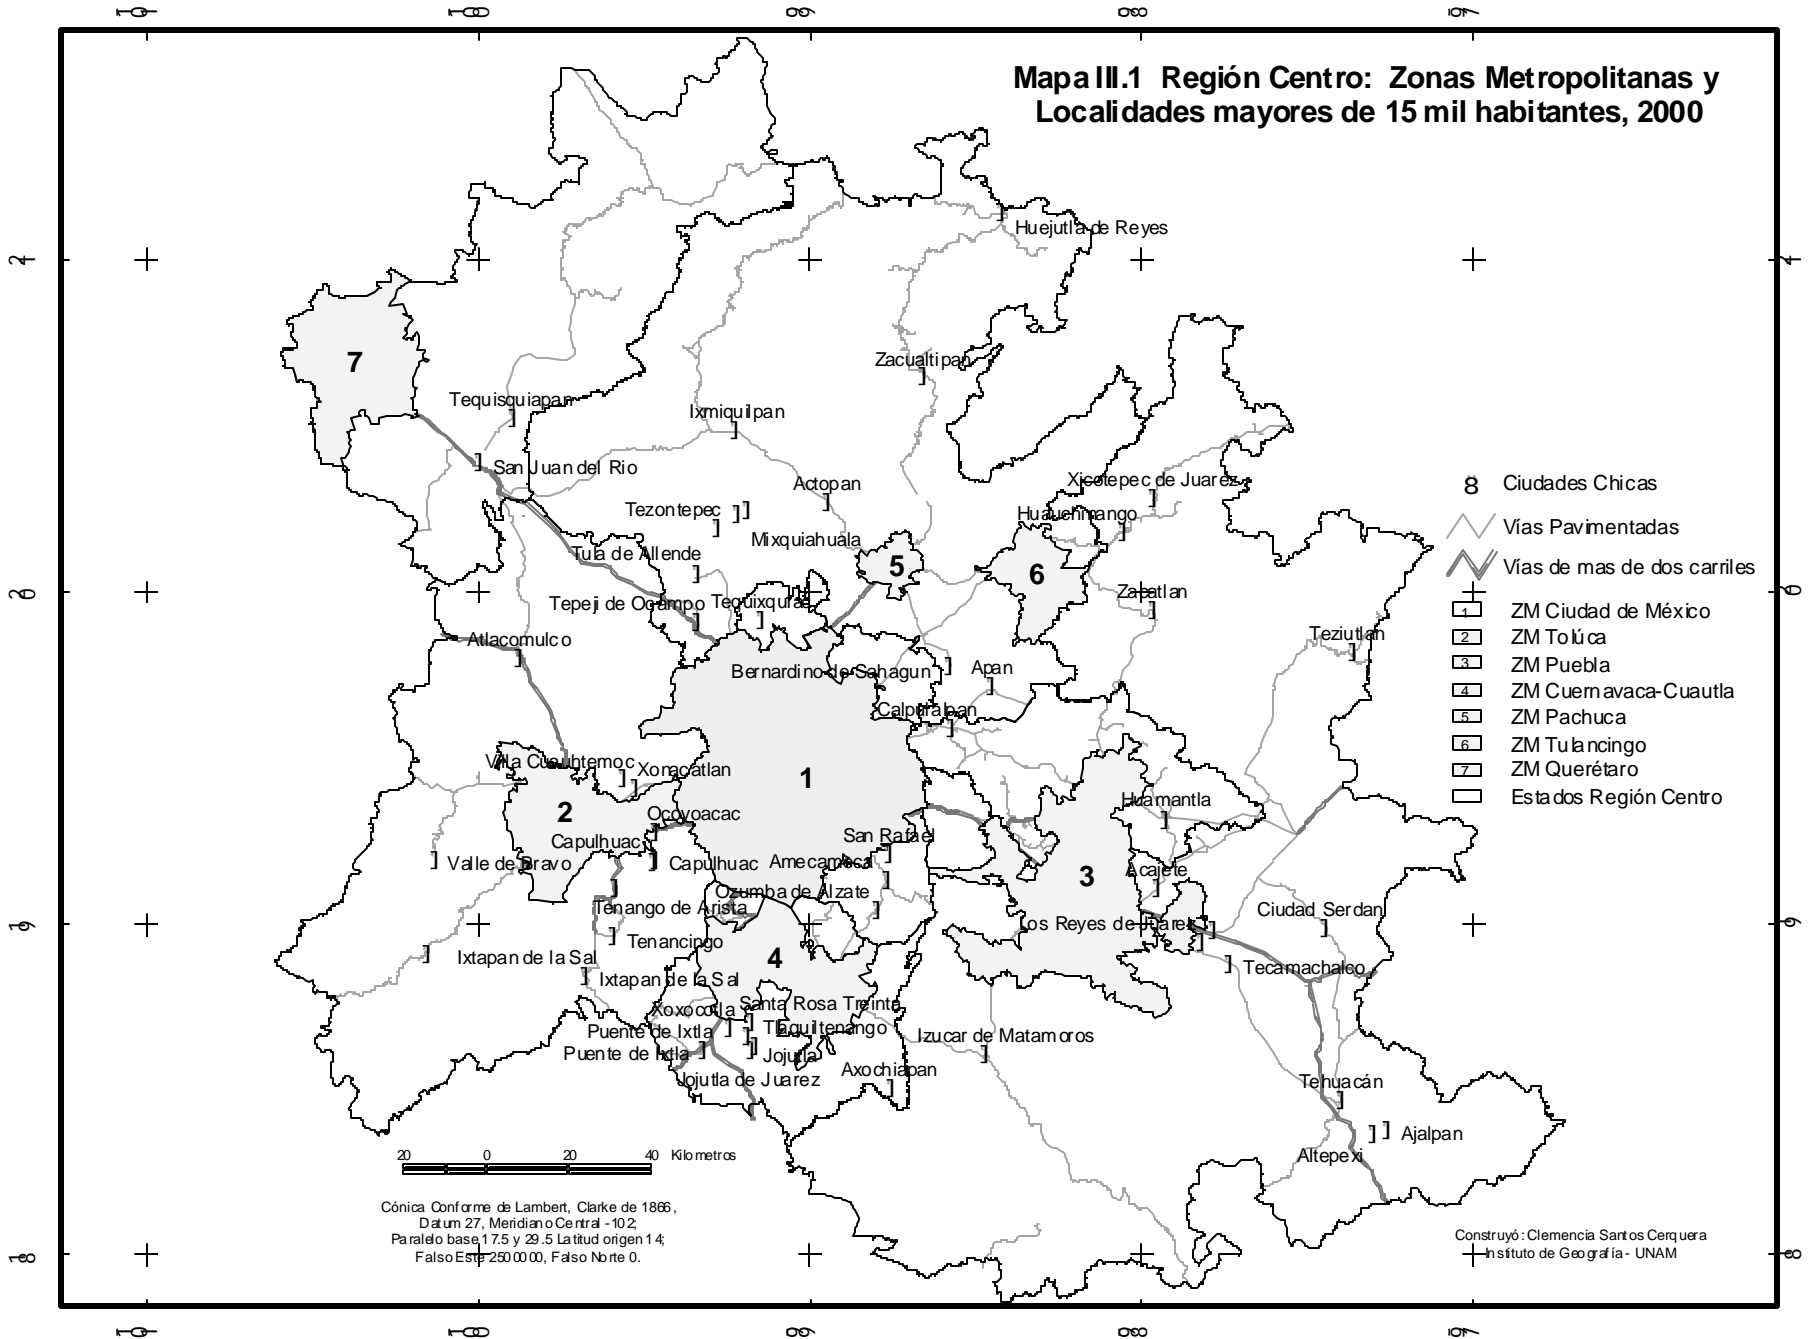 Mapa III.1 Región Centro: Zonas Metropolitanas y
Localidades mayores de 15 mil habitantes, 2000
Huejutla de Reyes
7
Zacualtipan
Tequisquiapan
Ixmiquilpan
San Juan del Rio
Actopan
Xicotepec de Juarez
Tezontepec
Huauchinango
Mixquiahuala
Tula de Allende
5
6
Zacatlan
Tepeji de Ocampo
Atlacomulco
Teziutlan
Bernardino de Sahagun
Apan
Calpulalpan
Villa Cuauhtemoc
Xonacatlan
1
2
Ocoyoacac
Huamantla
Capulhuac
San Rafael
Valle de Bravo
Capulhuac
Amecameca
3
Acajete
Ozumba de Alzate
Tenango de Arista
Ciudad Serdan
Los Reyes de Juarez
Tenancingo
4
Ixtapan de la Sal
Ixtapan de la Sal
Tecamachalco
Xoxocotla
Santa Rosa Treinta
Puente de Ixtla
Tlaquiltenango
Izucar de Matamoros
Puente de Ixtla
Jojutla
Axochiapan
Jojutla de Juarez
Tehuacán
Ajalpan
Altepexi
8 Ciudades Chicas
Vías Pavimentadas
Vías de mas de dos carriles
1 ZM Ciudad de México
2 ZM Tolúca
3 ZM Puebla
4 ZM Cuernavaca-Cuautla
5 ZM Pachuca
6 ZM Tulancingo
7 ZM Querétaro
Estados Región Centro
20 0 20 40 Kilometros
Cónica Conforme de Lambert, Clarke de 1866,
Datum 27, Meridiano Central -102;
Paralelo base 17.5 y 29.5 Latitud origen 14;
Falso Este 2500000, Falso Norte 0.
Construyó: Clemencia Santos Cerquera
Instituto de Geografía - UNAM